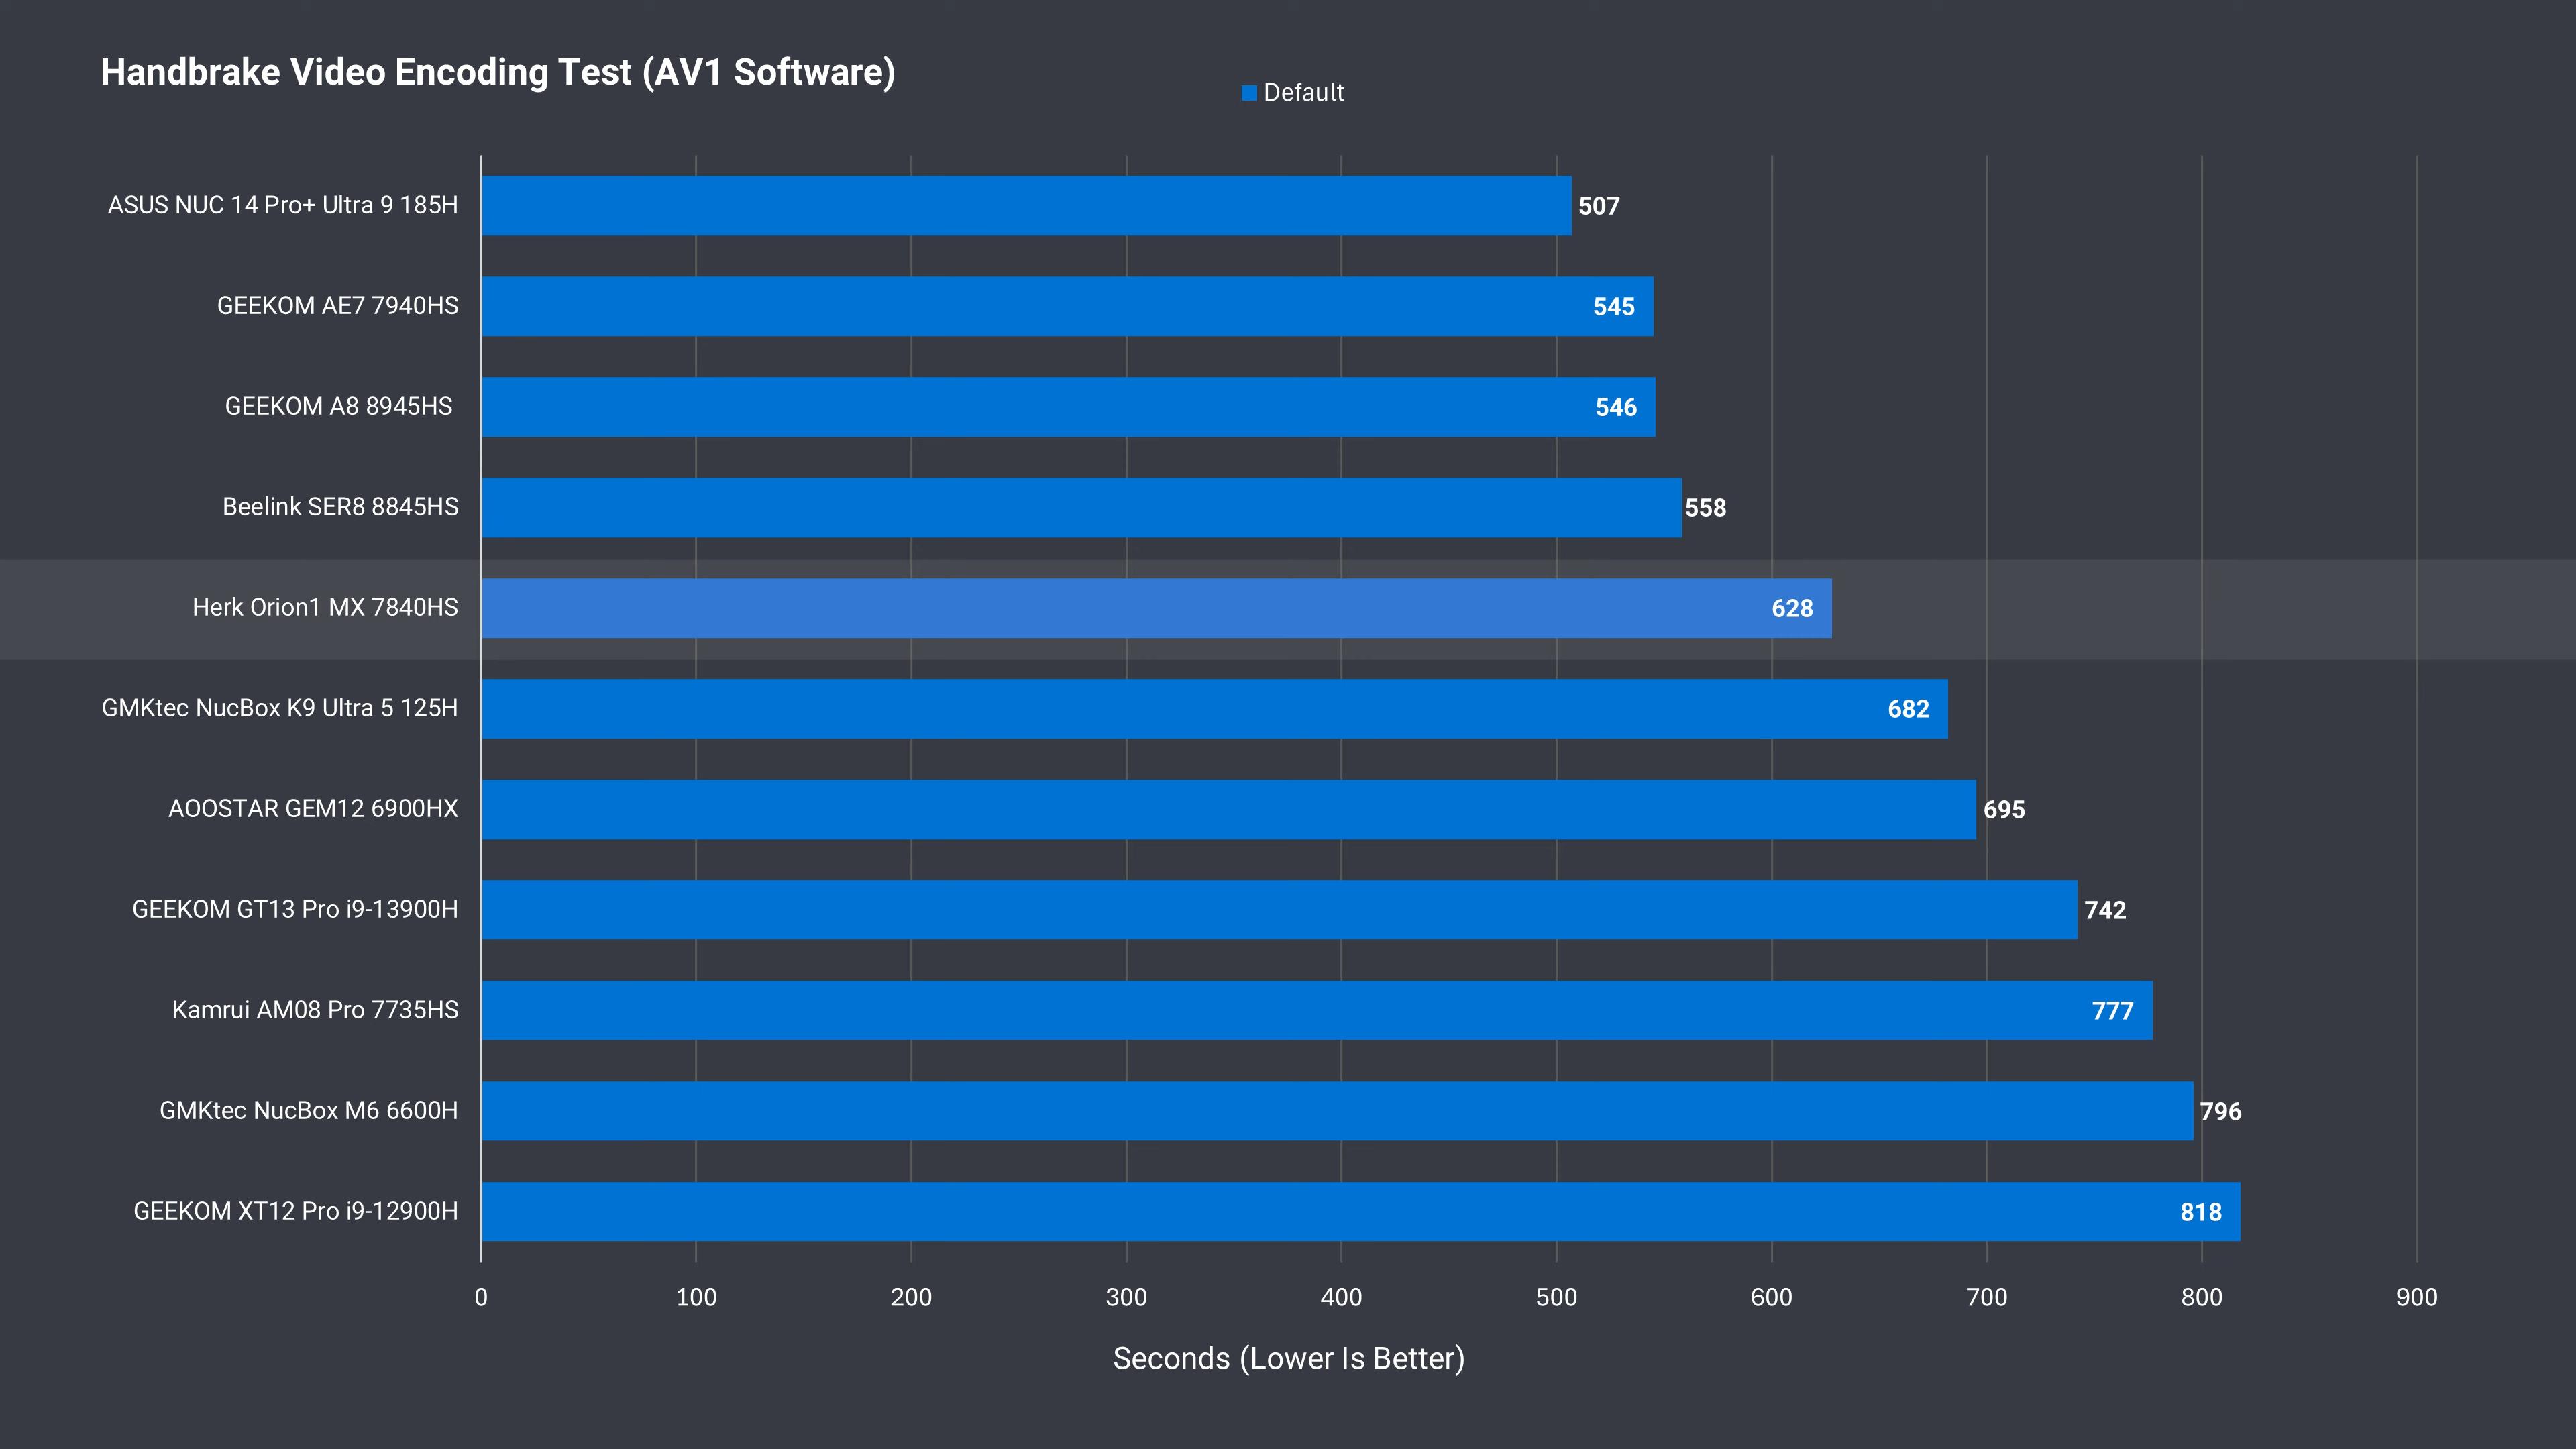 Handbrake Video Encoding Test (AV1 Software)
Default
ASUS NUC 14 Pro+ Ultra 9 185H 507
GEEKOM AE7 7940HS 545
GEEKOM A8 8945HS 546
Beelink SER8 8845HS 558
Herk Orion1 MX 7840HS 628
GMKtec NucBox K9 Ultra 5 125H 682
AOOSTAR GEM12 6900HX 695
GEEKOM GT13 Pro i9-13900H 742
Kamrui AM08 Pro 7735HS 777
GMKtec NucBox M6 6600H 796
GEEKOM XT12 Pro i9-12900H 818
0 100 200 300 400 500 600 700 800 900
Seconds (Lower Is Better)